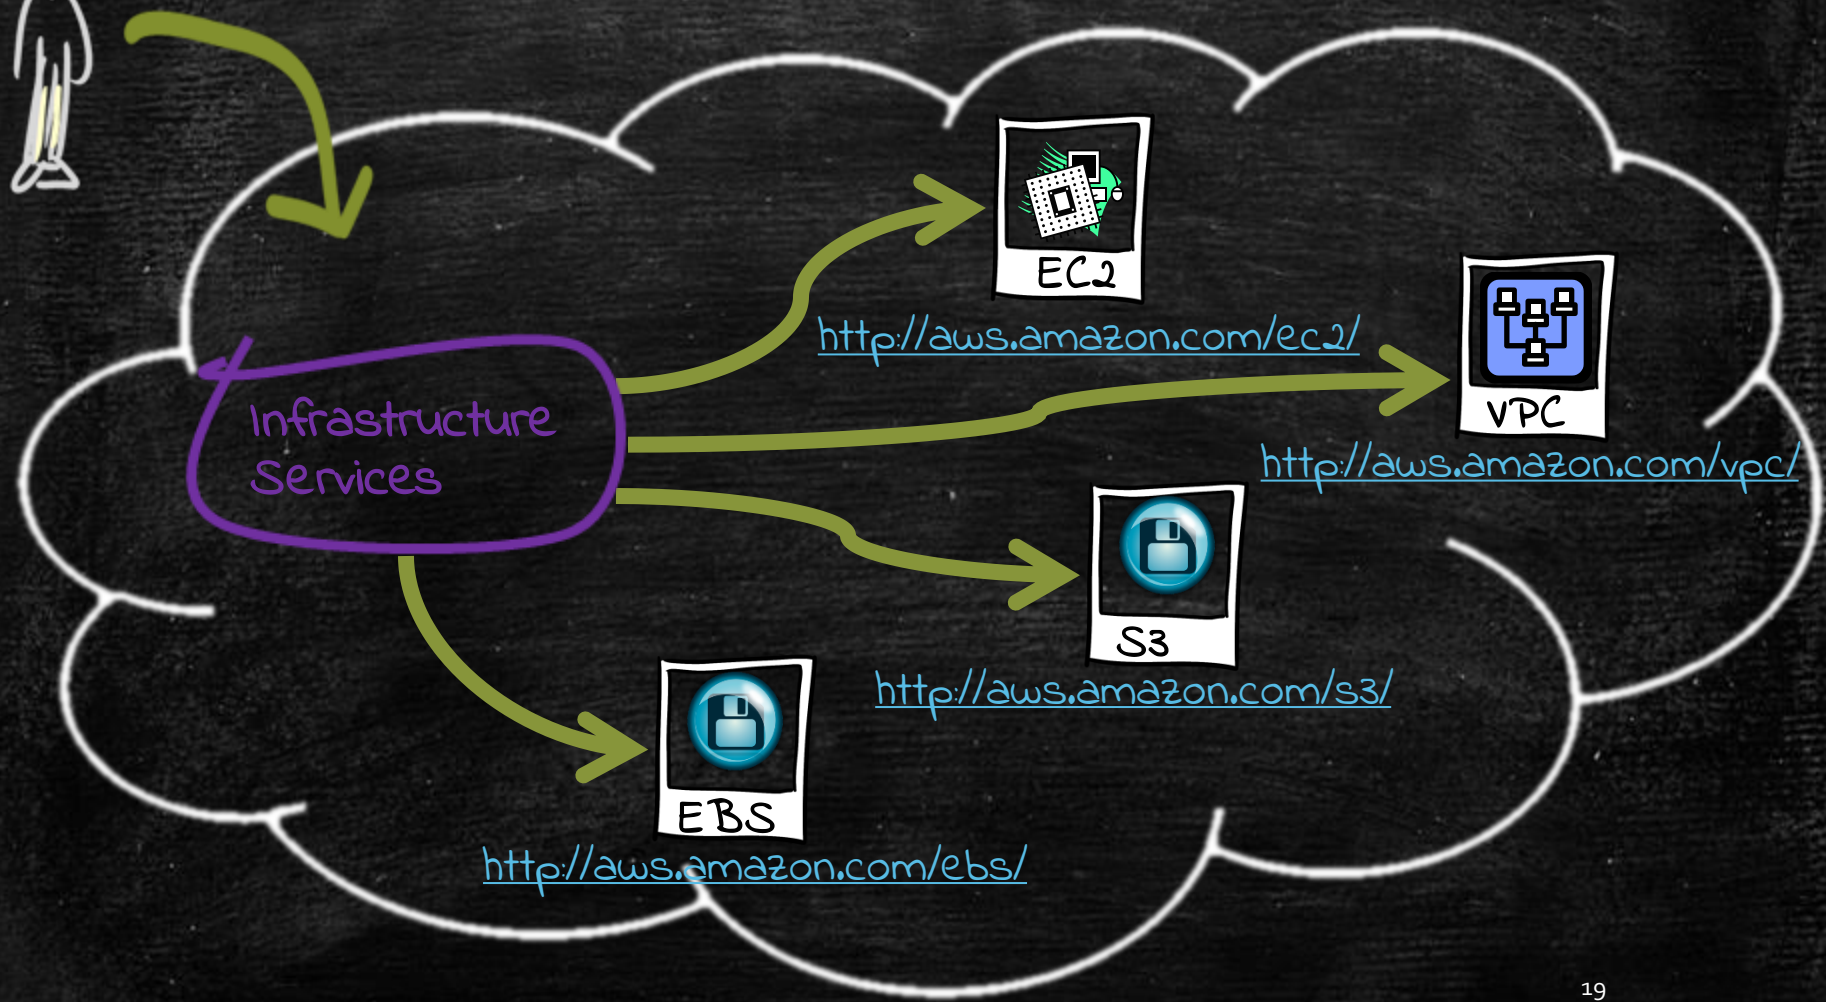 EC2
http://aws.amazon.com/ec2/
VPC
http://aws.amazon.com/vpc/
Infrastructure
Services
S3
http://aws.amazon.com/s3/
EBS
http://aws.amazon.com/ebs/
19